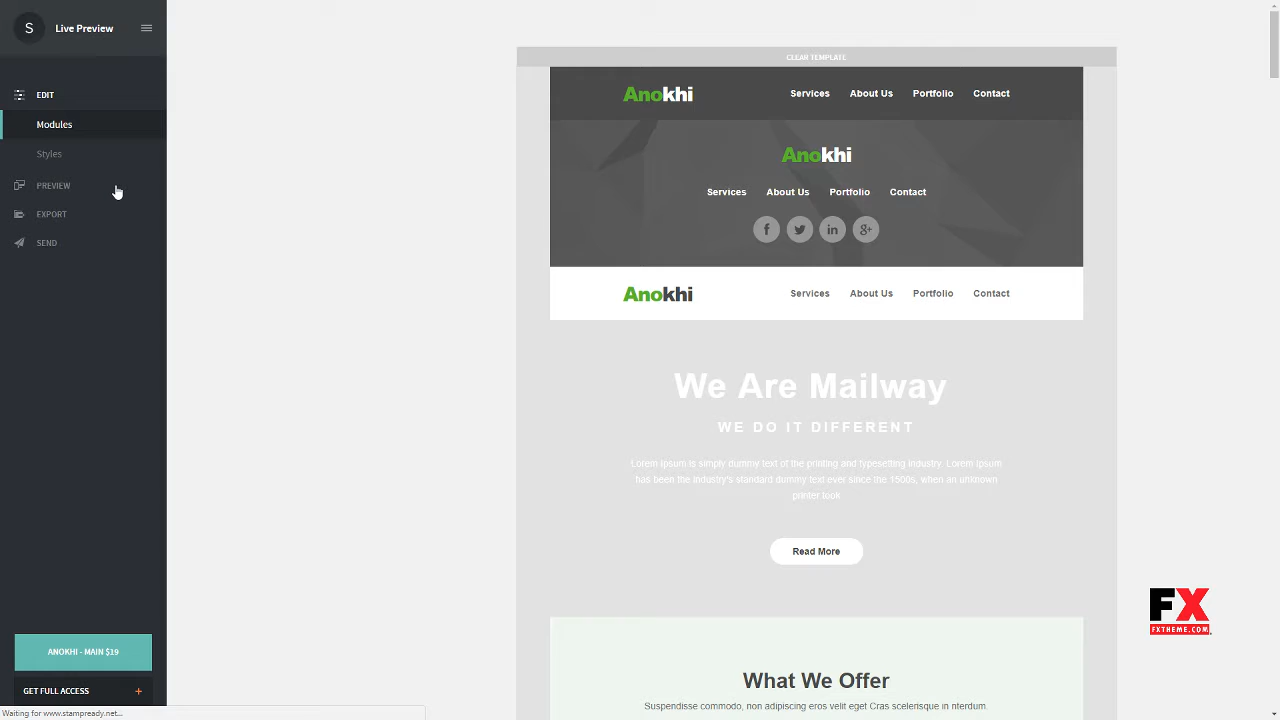 S
Live Preview
EDIT
Modules
Styles
PREVIEW
EXPORT
SEND
ANOKHI - MAIN $19
GET FULL ACCESS +
Waiting for www.stampready.net...
CLEAR TEMPLATE
Anokhi Services About Us Portfolio Contact
Anokhi
Services About Us Portfolio Contact
f in g+
Anokhi Services About Us Portfolio Contact
We Are Mailway
WE DO IT DIFFERENT
Lorem Ipsum is simply dummy text of the printing and typesetting industry. Lorem Ipsum
has been the industry's standard dummy text ever since the 1500s, when an unknown
printer took
Read More
What We Offer
Suspendisse commodo, non adipiscing eros velit eget Cras scelerisque in nterdum.
FX
FXTHEME.COM.